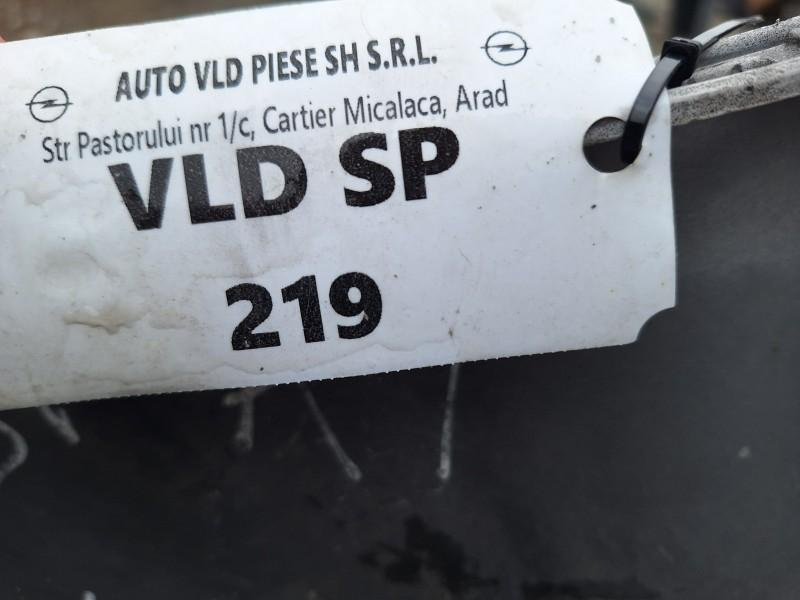 AUTO VLD PIESE SH S.R.L.
Str Pastorului nr 1/c, Cartier Micalaca, Arad
VLD SP
219